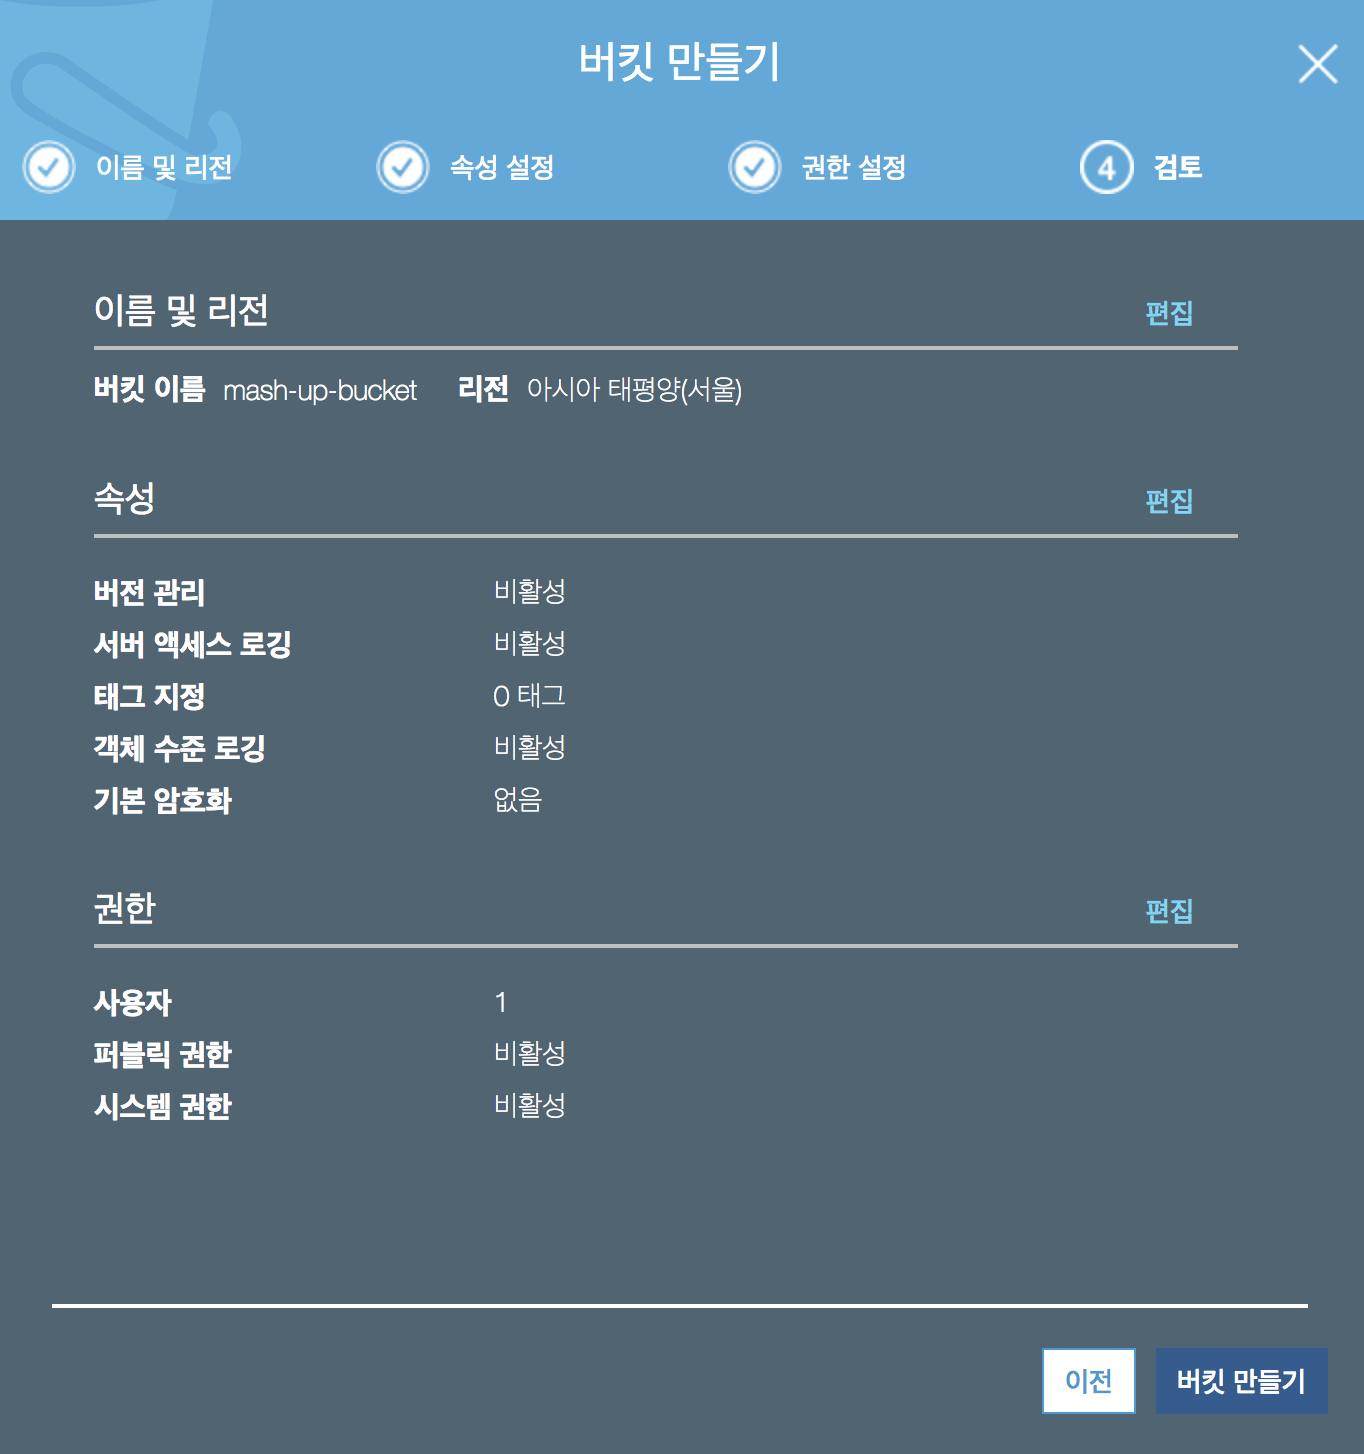 버킷 만들기
이름 및 리전 속성 설정 권한 설정 4 검토
이름 및 리전 편집
버킷 이름 mash-up-bucket 리전 아시아 태평양(서울)
속성 편집
버전 관리 비활성
서버 액세스 로깅 비활성
태그 지정 0 태그
객체 수준 로깅 비활성
기본 암호화 없음
권한 편집
사용자 1
퍼블릭 권한 비활성
시스템 권한 비활성
이전 버킷 만들기